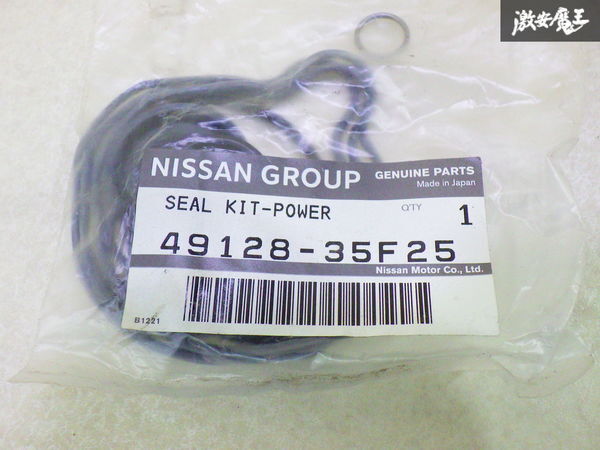 激安魔王
NISSAN GROUP GENUINE PARTS
Made in Japan
SEAL KIT-POWER Q'TY 1
49128-35F25
Nissan Motor Co., Ltd.
B1221